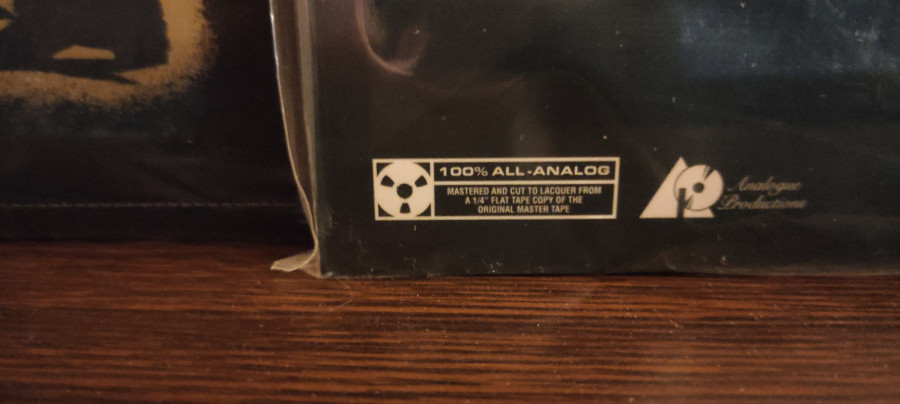 100% ALL-ANALOG
MASTERED AND CUT TO LACQUER FROM
A 1/4" FLAT TAPE COPY OF THE
ORIGINAL MASTER TAPE
Analogue
Productions